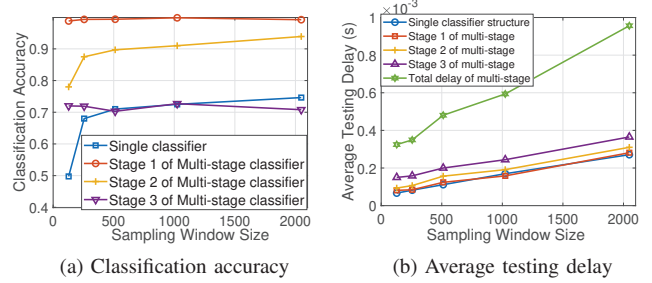 0.9
0.8
0.7
0.6
0.5
0.4
0 500 1000 1500 2000
Classification Accuracy
Sampling Window Size
Single classifier
Stage 1 of Multi-stage classifier
Stage 2 of Multi-stage classifier
Stage 3 of Multi-stage classifier
(a) Classification accuracy
1 ×10-3
0.8
0.6
0.4
0.2
0
0 500 1000 1500 2000
Average Testing Delay (s)
Sampling Window Size
Single classifier structure
Stage 1 of multi-stage
Stage 2 of multi-stage
Stage 3 of multi-stage
Total delay of multi-stage
(b) Average testing delay